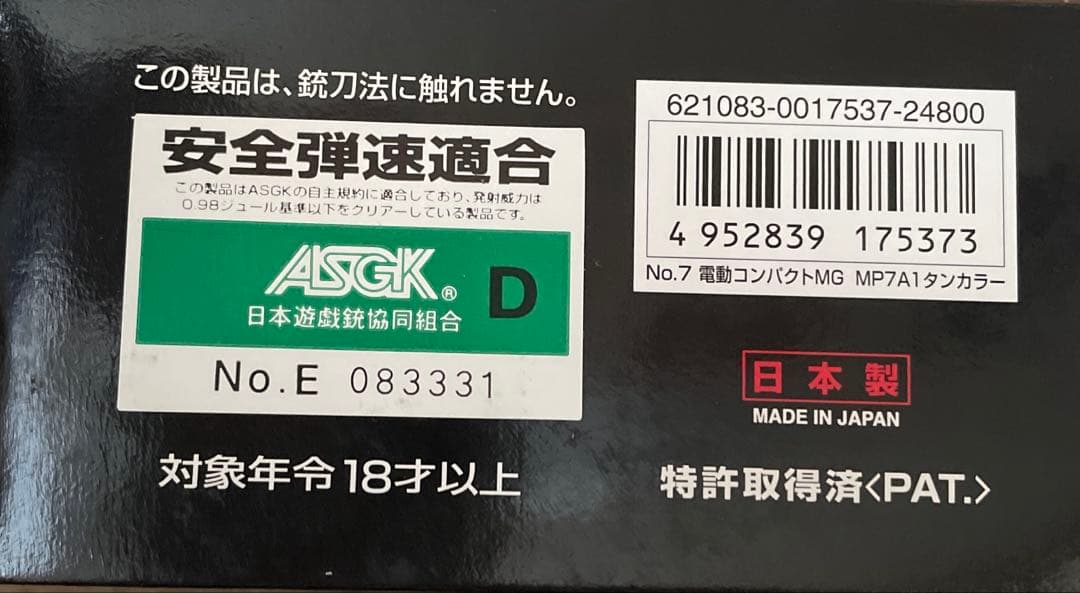 この製品は、銃刀法に触れません。
安全弾速適合
この製品はASGKの自主規約に適合しており、発射威力は
0.98ジュール基準以下をクリアーしている製品です。
ASGK® D
日本遊戯銃協同組合
No.E 083331
対象年令18才以上
621083-0017537-24800
4 952839 175373
No.7 電動コンパクトMG MP7A1タンカラー
日本製
MADE IN JAPAN
特許取得済<PAT.>